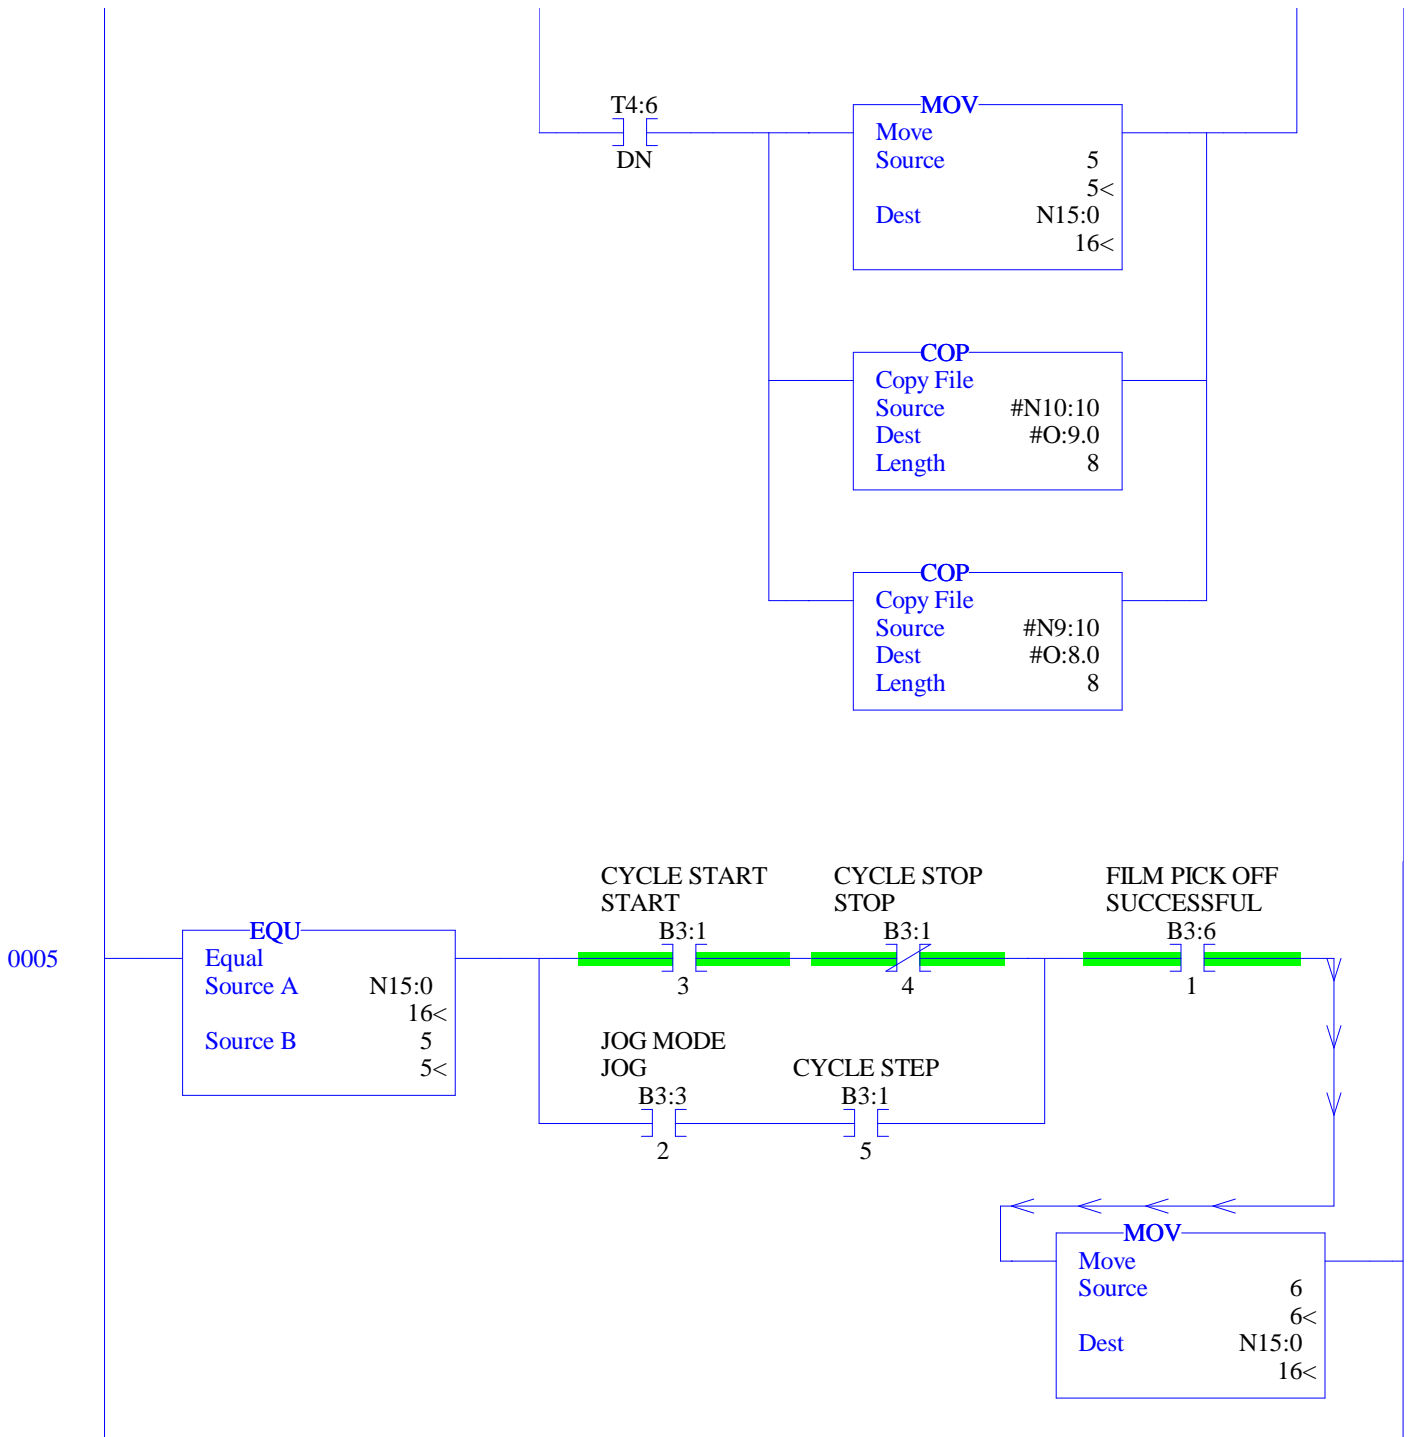 T4:6
DN
MOV
Move
Source 5
5<
Dest N15:0
16<
COP
Copy File
Source #N10:10
Dest #O:9.0
Length 8
COP
Copy File
Source #N9:10
Dest #O:8.0
Length 8
0005
EQU
Equal
Source A N15:0
16<
Source B 5
5<
CYCLE START
START
B3:1
3
CYCLE STOP
STOP
B3:1
4
FILM PICK OFF
SUCCESSFUL
B3:6
1
JOG MODE
JOG
B3:3
2
CYCLE STEP
B3:1
5
MOV
Move
Source 6
6<
Dest N15:0
16<